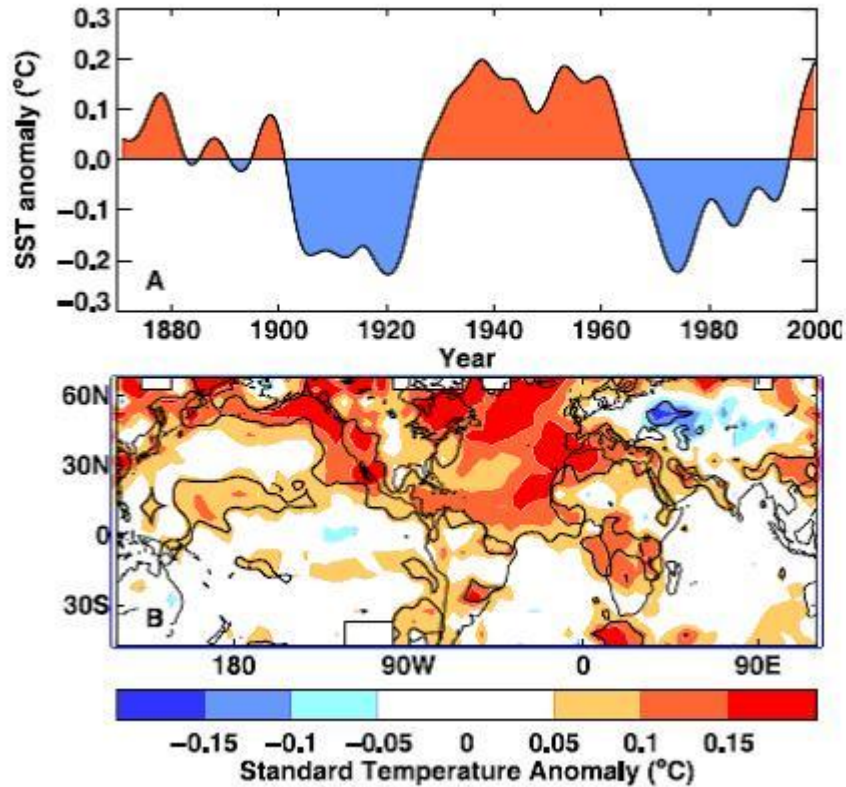 0.3
0.2
0.1
0.0
−0.1
−0.2
−0.3
SST anomaly (°C)
A
1880 1900 1920 1940 1960 1980 2000
Year
60N
30N
0
30S
B
180 90W 0 90E
−0.15 −0.1 −0.05 0 0.05 0.1 0.15
Standard Temperature Anomaly (°C)